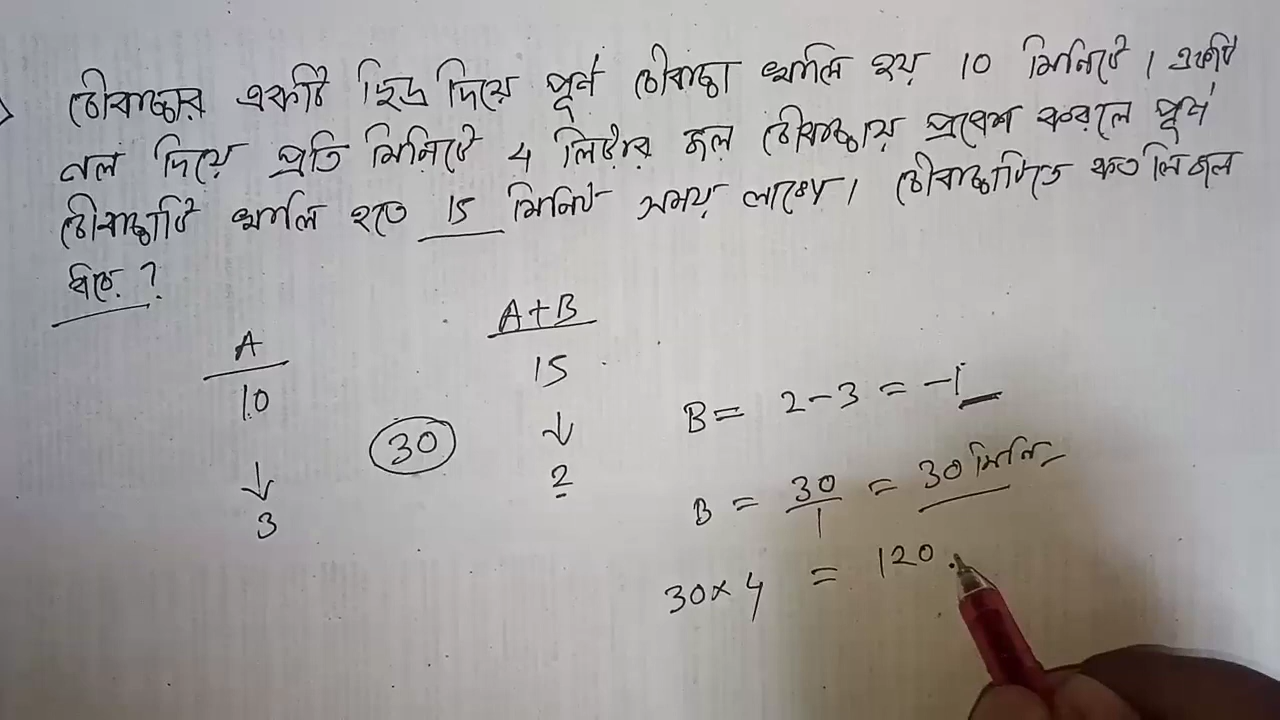 চৌবাচ্চার একটি ছিদ্র দিয়ে পূর্ণ চৌবাচ্চা খালি হয় 10 মিনিটে। একটি
নল দিয়ে প্রতি মিনিটে 4 লিটার জল চৌবাচ্চায় প্রবেশ করলে পূর্ণ
চৌবাচ্চাটি খালি হতে 15 মিনিট সময় লাগে। চৌবাচ্চাটিতে কত লি জল
ধরে ?
A A+B
10 15
B = 2-3 = -1
30
3 2
B = 30/1 = 30 মিনি
30×4 = 120.